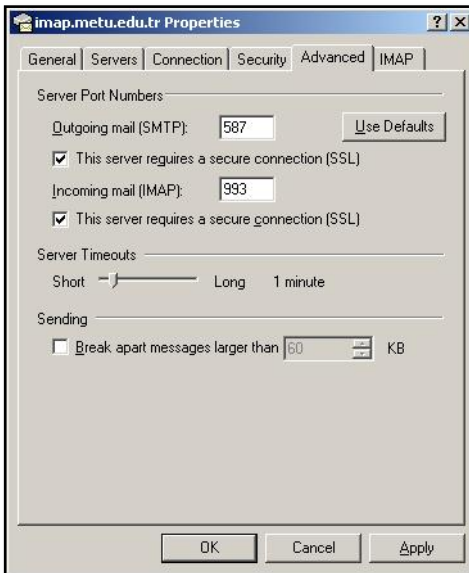 imap.metu.edu.tr Properties
General Servers Connection Security Advanced IMAP
Server Port Numbers
Outgoing mail (SMTP): 587 Use Defaults
This server requires a secure connection (SSL)
Incoming mail (IMAP): 993
This server requires a secure connection (SSL)
Server Timeouts
Short Long 1 minute
Sending
Break apart messages larger than 60 KB
OK Cancel Apply